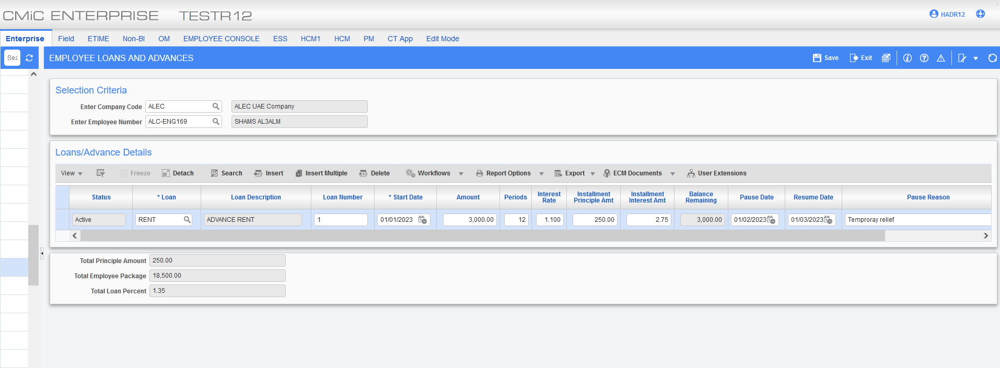 CMiC ENTERPRISE TESTR12
HADR12
Enterprise Field ETIME Non-BI OM EMPLOYEE CONSOLE ESS HCM1 HCM PM CT App Edit Mode
EMPLOYEE LOANS AND ADVANCES
Save Exit
Selection Criteria
Enter Company Code ALEC ALEC UAE Company
Enter Employee Number ALC-ENG169 SHAMS AL3ALM
Loans/Advance Details
View Freeze Detach Search Insert Insert Multiple Delete Workflows Report Options Export ECM Documents User Extensions
Status * Loan Loan Description Loan Number * Start Date Amount Periods Interest Rate Installment Principle Amt Installment Interest Amt Balance Remaining Pause Date Resume Date Pause Reason
Active RENT ADVANCE RENT 1 01/01/2023 3,000.00 12 1.100 250.00 2.75 3,000.00 01/02/2023 01/03/2023 Temproray relief
Total Principle Amount 250.00
Total Employee Package 18,500.00
Total Loan Percent 1.35